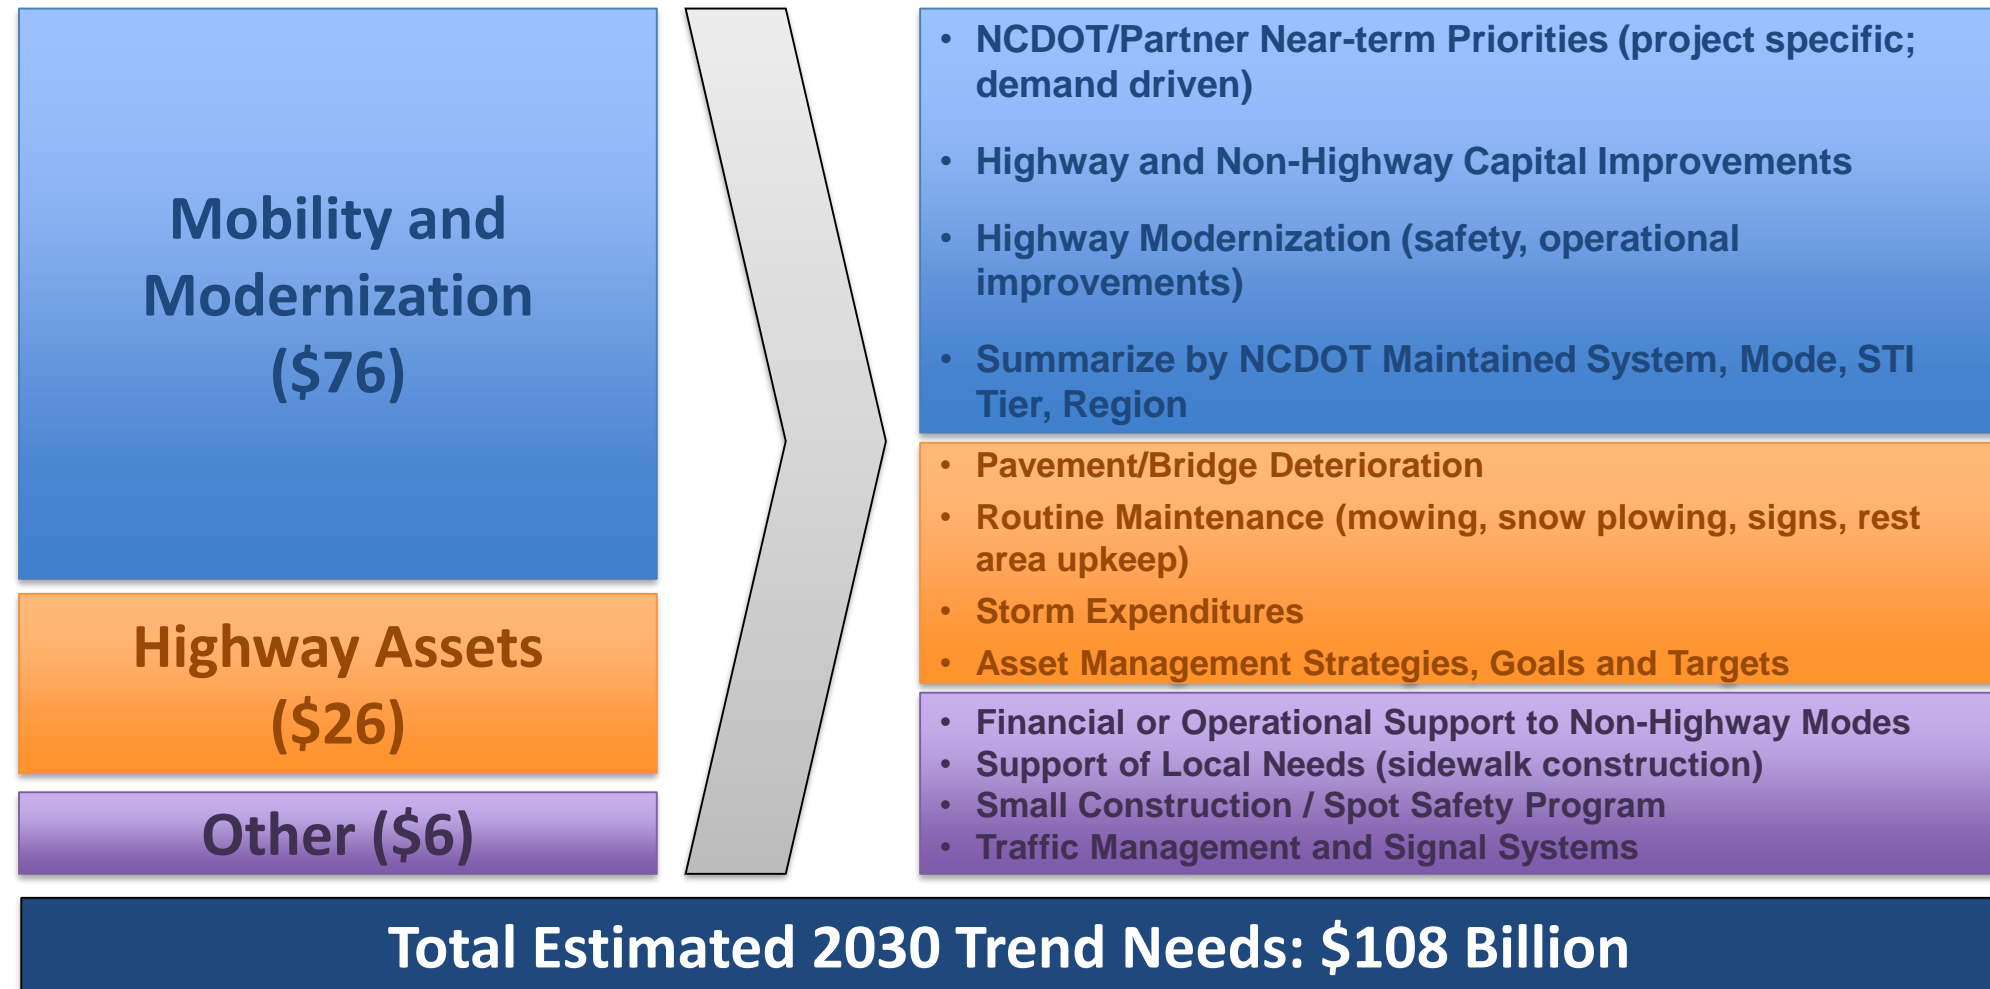 Mobility and
Modernization
($76)
Highway Assets
($26)
Other ($6)
• NCDOT/Partner Near-term Priorities (project specific;
demand driven)
• Highway and Non-Highway Capital Improvements
• Highway Modernization (safety, operational
improvements)
• Summarize by NCDOT Maintained System, Mode, STI
Tier, Region
• Pavement/Bridge Deterioration
• Routine Maintenance (mowing, snow plowing, signs, rest
area upkeep)
• Storm Expenditures
• Asset Management Strategies, Goals and Targets
• Financial or Operational Support to Non-Highway Modes
• Support of Local Needs (sidewalk construction)
• Small Construction / Spot Safety Program
• Traffic Management and Signal Systems
Total Estimated 2030 Trend Needs: $108 Billion